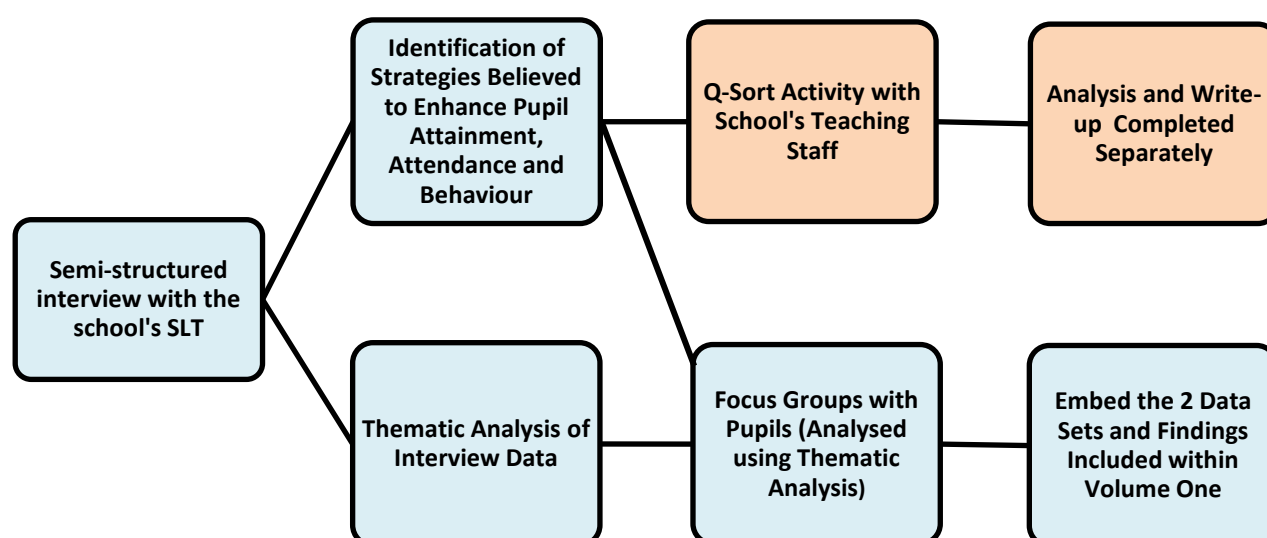 Semi-structured
interview with the
school's SLT
Identification of
Strategies Believed
to Enhance Pupil
Attainment,
Attendance and
Behaviour
Thematic Analysis of
Interview Data
Q-Sort Activity with
School's Teaching
Staff
Focus Groups with
Pupils (Analysed
using Thematic
Analysis)
Analysis and Write-
up Completed
Separately
Embed the 2 Data
Sets and Findings
Included within
Volume One